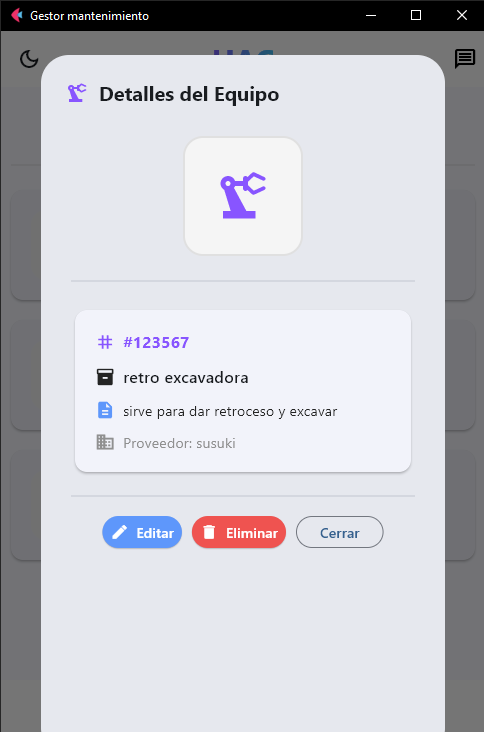 Gestor mantenimiento
Detalles del Equipo
#123567
retro excavadora
sirve para dar retroceso y excavar
Proveedor: susuki
Editar
Eliminar
Cerrar